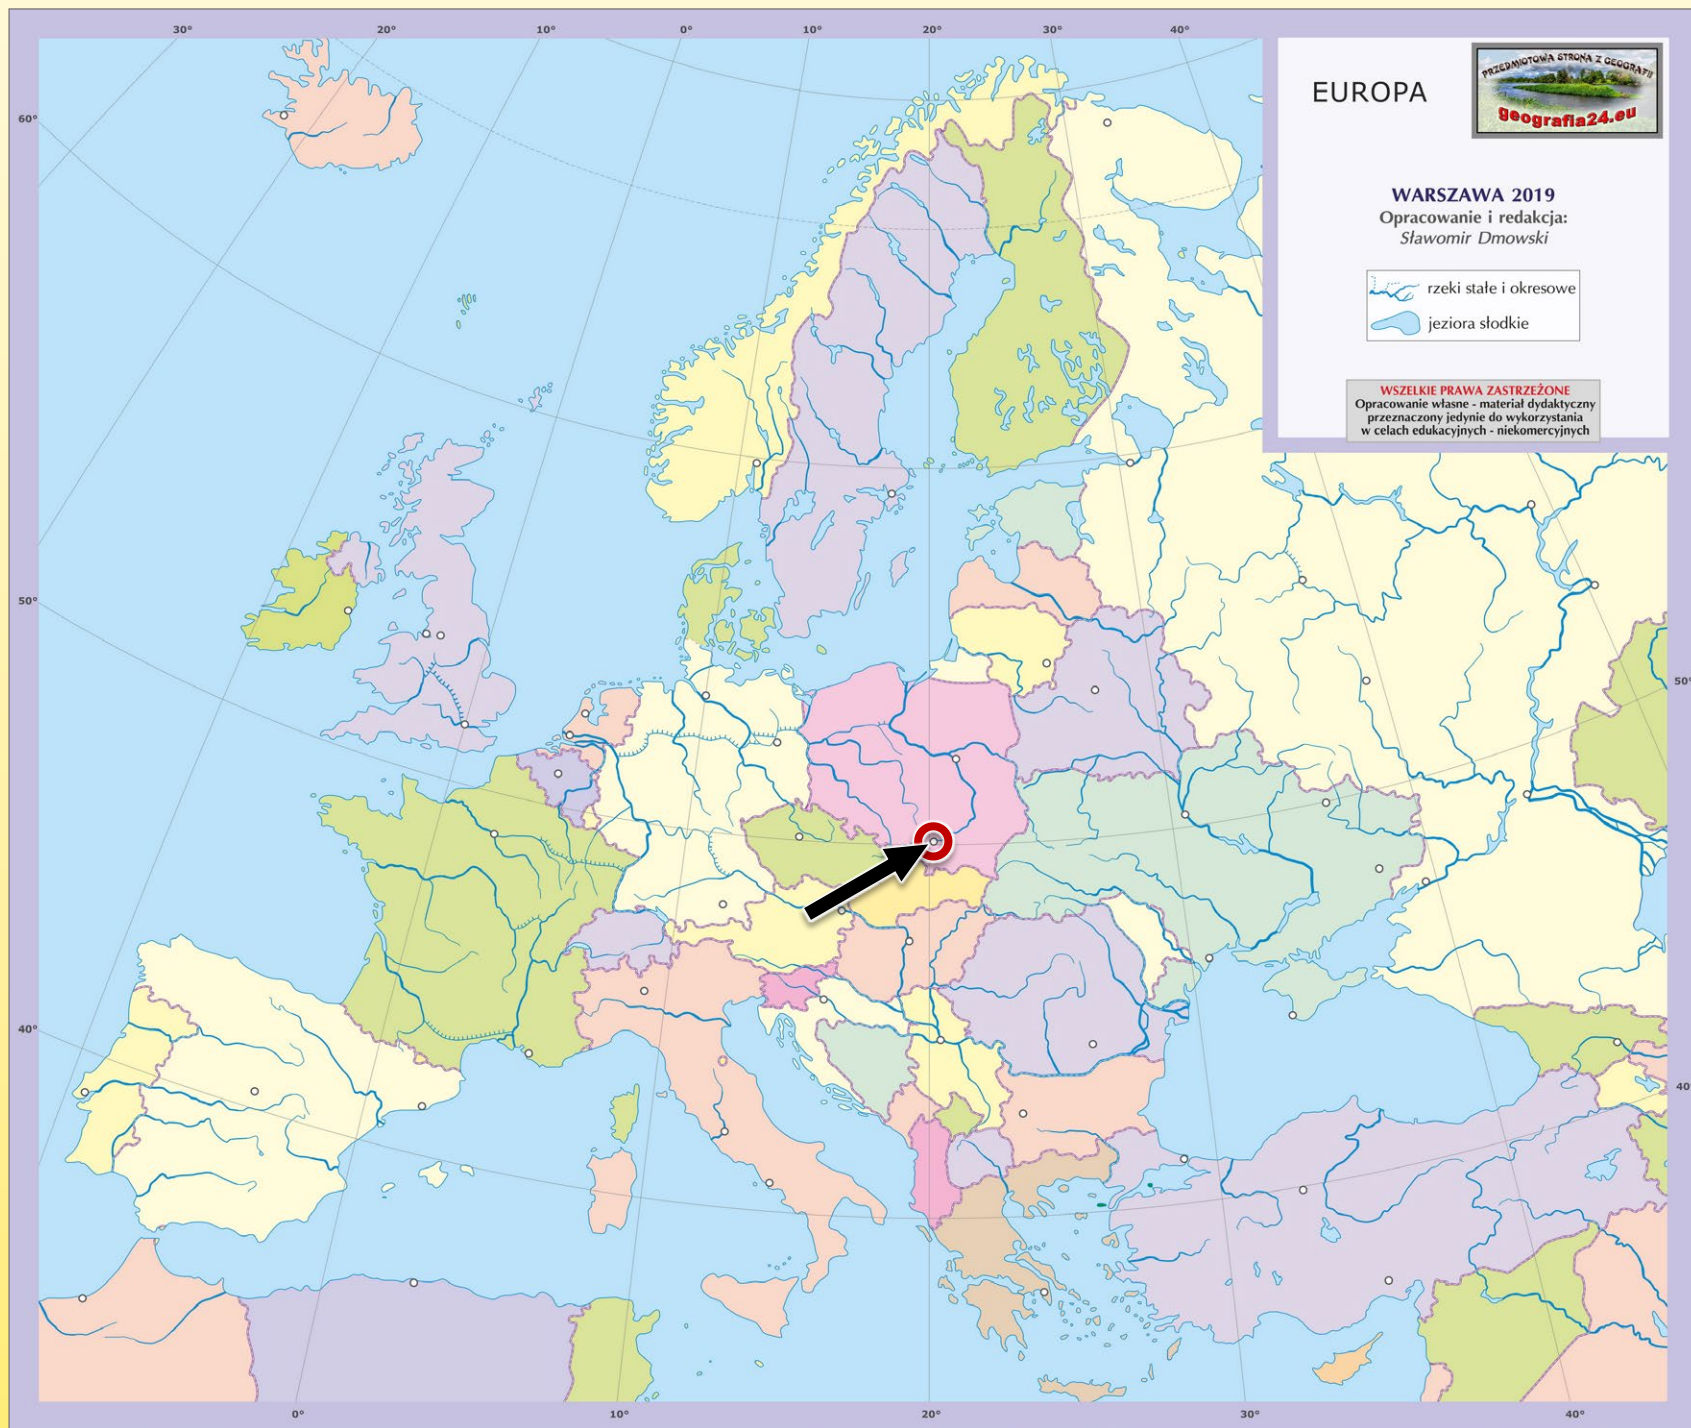 30° 20° 10° 0° 10° 20° 30° 40°
EUROPA
PRZEDMIOTOWA STRONA Z GEOGRAFII
geografia24.eu
60°
WARSZAWA 2019
Opracowanie i redakcja:
Sławomir Dmowski
rzeki stałe i okresowe
jeziora słodkie
WSZELKIE PRAWA ZASTRZEŻONE
Opracowanie własne - materiał dydaktyczny
przeznaczony jedynie do wykorzystania
w celach edukacyjnych - niekomercyjnych
50°
50°
40°
40°
0° 10° 20° 30° 40°